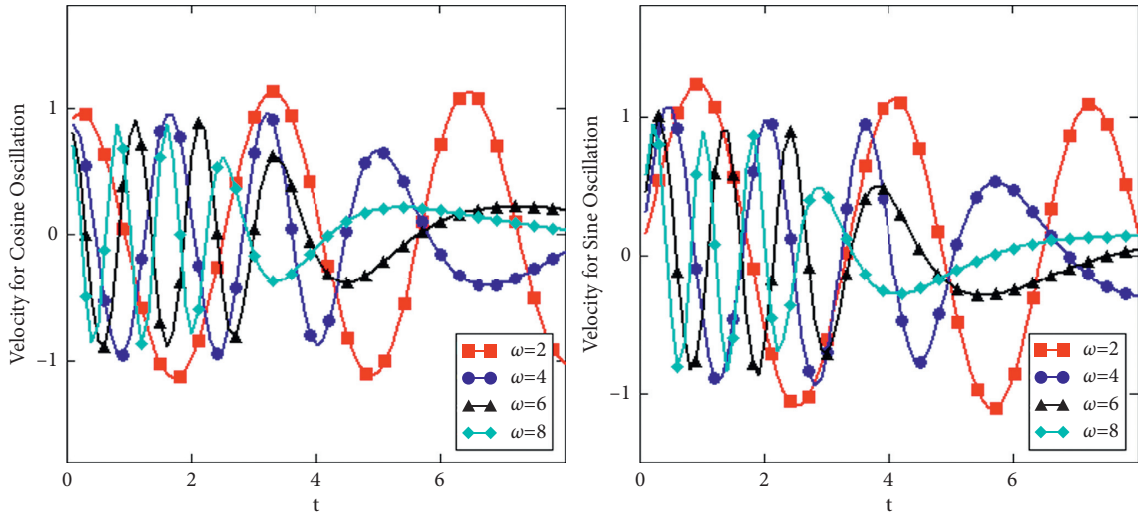 Velocity for Cosine Oscillation
1
0
−1
0
2
4
6
t
ω=2
ω=4
ω=6
ω=8
Velocity for Sine Oscillation
1
0
−1
0
2
4
6
t
ω=2
ω=4
ω=6
ω=8